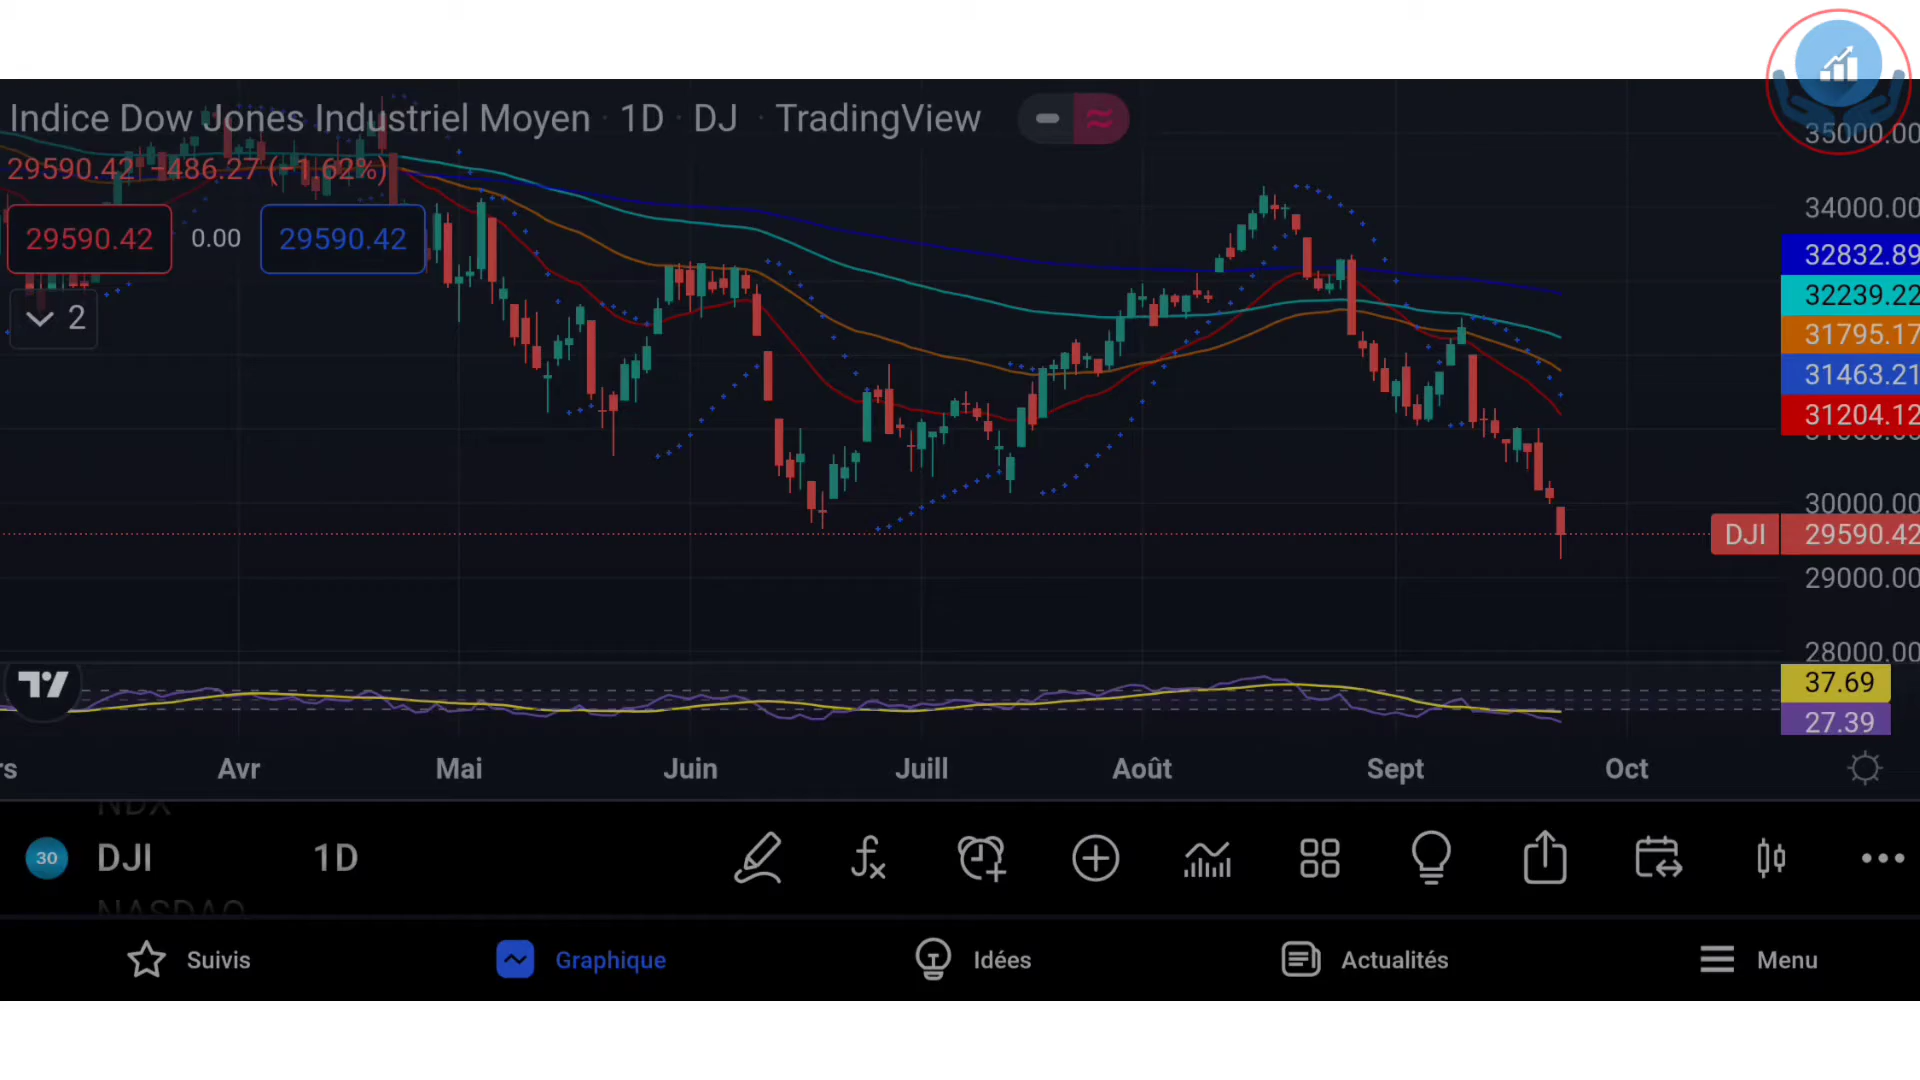 Indice Dow Jones Industriel Moyen · 1D · DJ · TradingView
29590.42 −486.27 (−1.62%)
29590.42 0.00 29590.42
2
35000.00
34000.00
32832.89
32239.22
31795.17
31463.21
31204.12
30000.00
DJI 29590.42
29000.00
28000.00
37.69
27.39
rs Avr Mai Juin Juill Août Sept Oct
NDX
30 DJI 1D
NASDAQ
Suivis Graphique Idées Actualités Menu